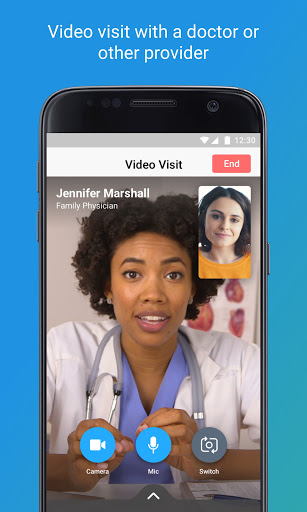 Video visit with a doctor or
other provider
12:30
Video Visit
End
Jennifer Marshall
Family Physician
Camera
Mic
Switch